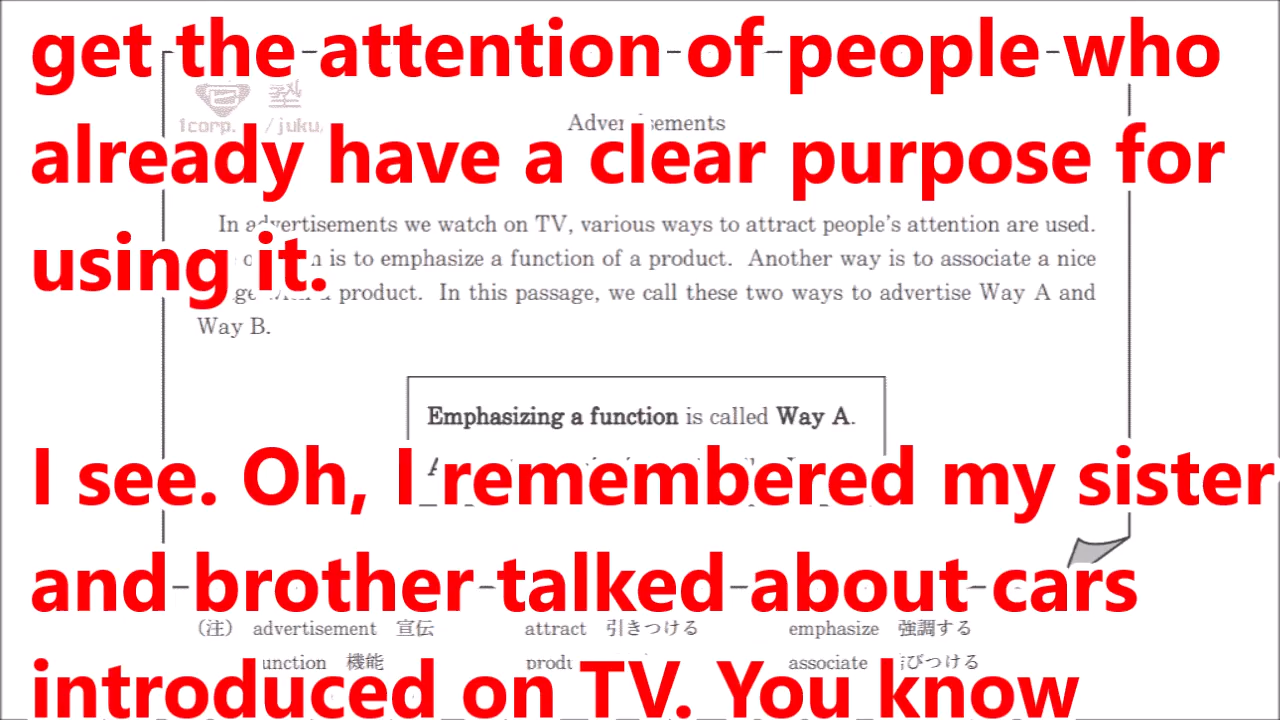 get the attention of people who
1corp. /juku
already have a clear purpose for
In advertisements we watch on TV, various ways to attract people's attention are used.
using it.
is to emphasize a function of a product. Another way is to associate a nice
product. In this passage, we call these two ways to advertise Way A and
Way B.
Emphasizing a function is called Way A.
I see. Oh, I remembered my sister
and brother talked about cars
(注) advertisement 宣伝 attract 引きつける emphasize 強調する
機能 associate
introduced on TV. You know